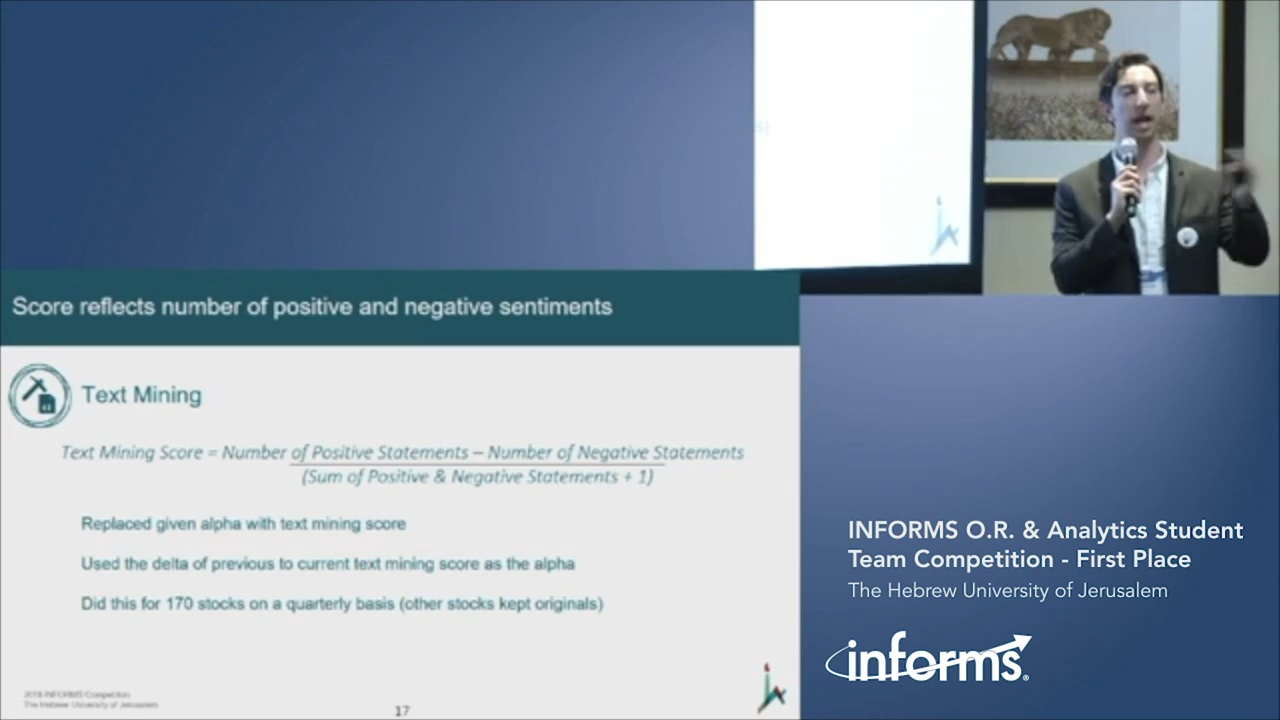 Score reflects number of positive and negative sentiments
Text Mining
Text Mining Score = Number of Positive Statements – Number of Negative Statements
(Sum of Positive & Negative Statements + 1)
Replaced given alpha with text mining score
Used the delta of previous to current text mining score as the alpha
Did this for 170 stocks on a quarterly basis (other stocks kept originals)
INFORMS Competition
The Hebrew University of Jerusalem
17
INFORMS O.R. & Analytics Student
Team Competition - First Place
The Hebrew University of Jerusalem
informs®